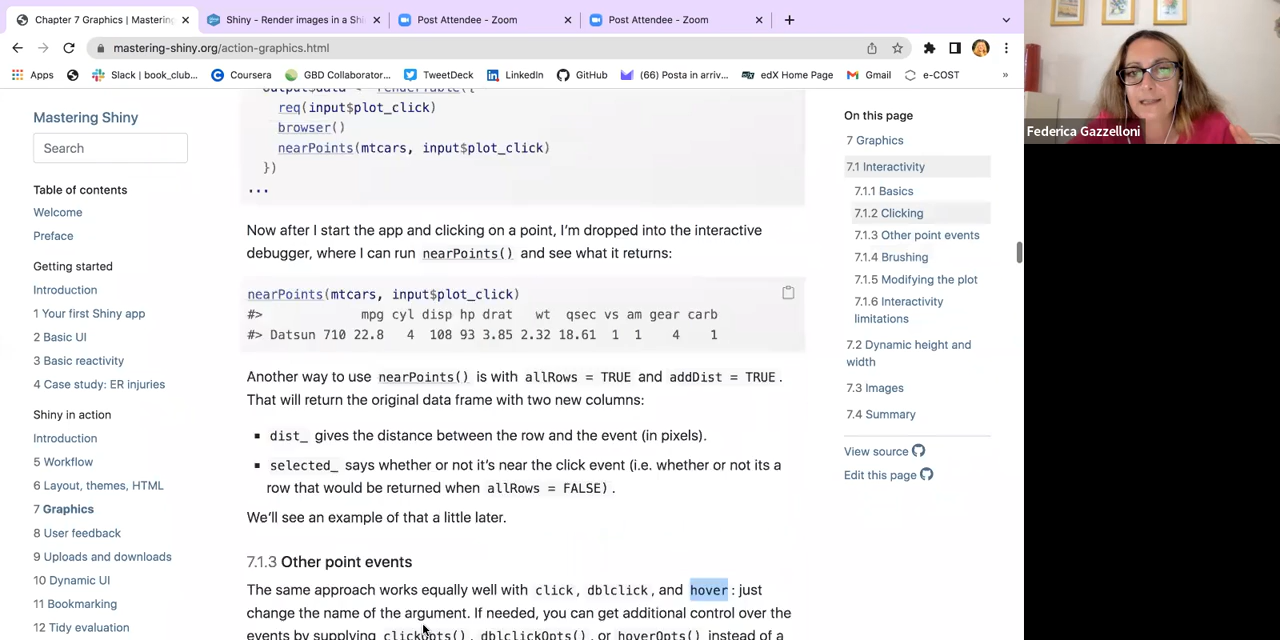 Chapter 7 Graphics | Mastering
Shiny - Render images in a Shi
Post Attendee - Zoom
Post Attendee - Zoom
mastering-shiny.org/action-graphics.html
Apps
Slack | book_club...
Coursera
GBD Collaborator...
TweetDeck
LinkedIn
GitHub
(66) Posta in arriv...
edX Home Page
Gmail
e-COST
»
Federica Gazzelloni
Mastering Shiny
Search
Table of contents
Welcome
Preface
Getting started
Introduction
1 Your first Shiny app
2 Basic UI
3 Basic reactivity
4 Case study: ER injuries
Shiny in action
Introduction
5 Workflow
6 Layout, themes, HTML
7 Graphics
8 User feedback
9 Uploads and downloads
10 Dynamic UI
11 Bookmarking
12 Tidy evaluation
output$data <- renderTable({
req(input$plot_click)
browser()
nearPoints(mtcars, input$plot_click)
})
...
Now after I start the app and clicking on a point, I'm dropped into the interactive
debugger, where I can run nearPoints() and see what it returns:
nearPoints(mtcars, input$plot_click)
#> mpg cyl disp hp drat wt qsec vs am gear carb
#> Datsun 710 22.8 4 108 93 3.85 2.32 18.61 1 1 4 1
Another way to use nearPoints() is with allRows = TRUE and addDist = TRUE.
That will return the original data frame with two new columns:
▪ dist_ gives the distance between the row and the event (in pixels).
▪ selected_ says whether or not it's near the click event (i.e. whether or not its a
row that would be returned when allRows = FALSE).
We'll see an example of that a little later.
7.1.3 Other point events
The same approach works equally well with click, dblclick, and hover: just
change the name of the argument. If needed, you can get additional control over the
events by supplying clickOpts(), dblclickOpts(), or hoverOpts() instead of a
On this page
7 Graphics
7.1 Interactivity
7.1.1 Basics
7.1.2 Clicking
7.1.3 Other point events
7.1.4 Brushing
7.1.5 Modifying the plot
7.1.6 Interactivity
limitations
7.2 Dynamic height and
width
7.3 Images
7.4 Summary
View source
Edit this page